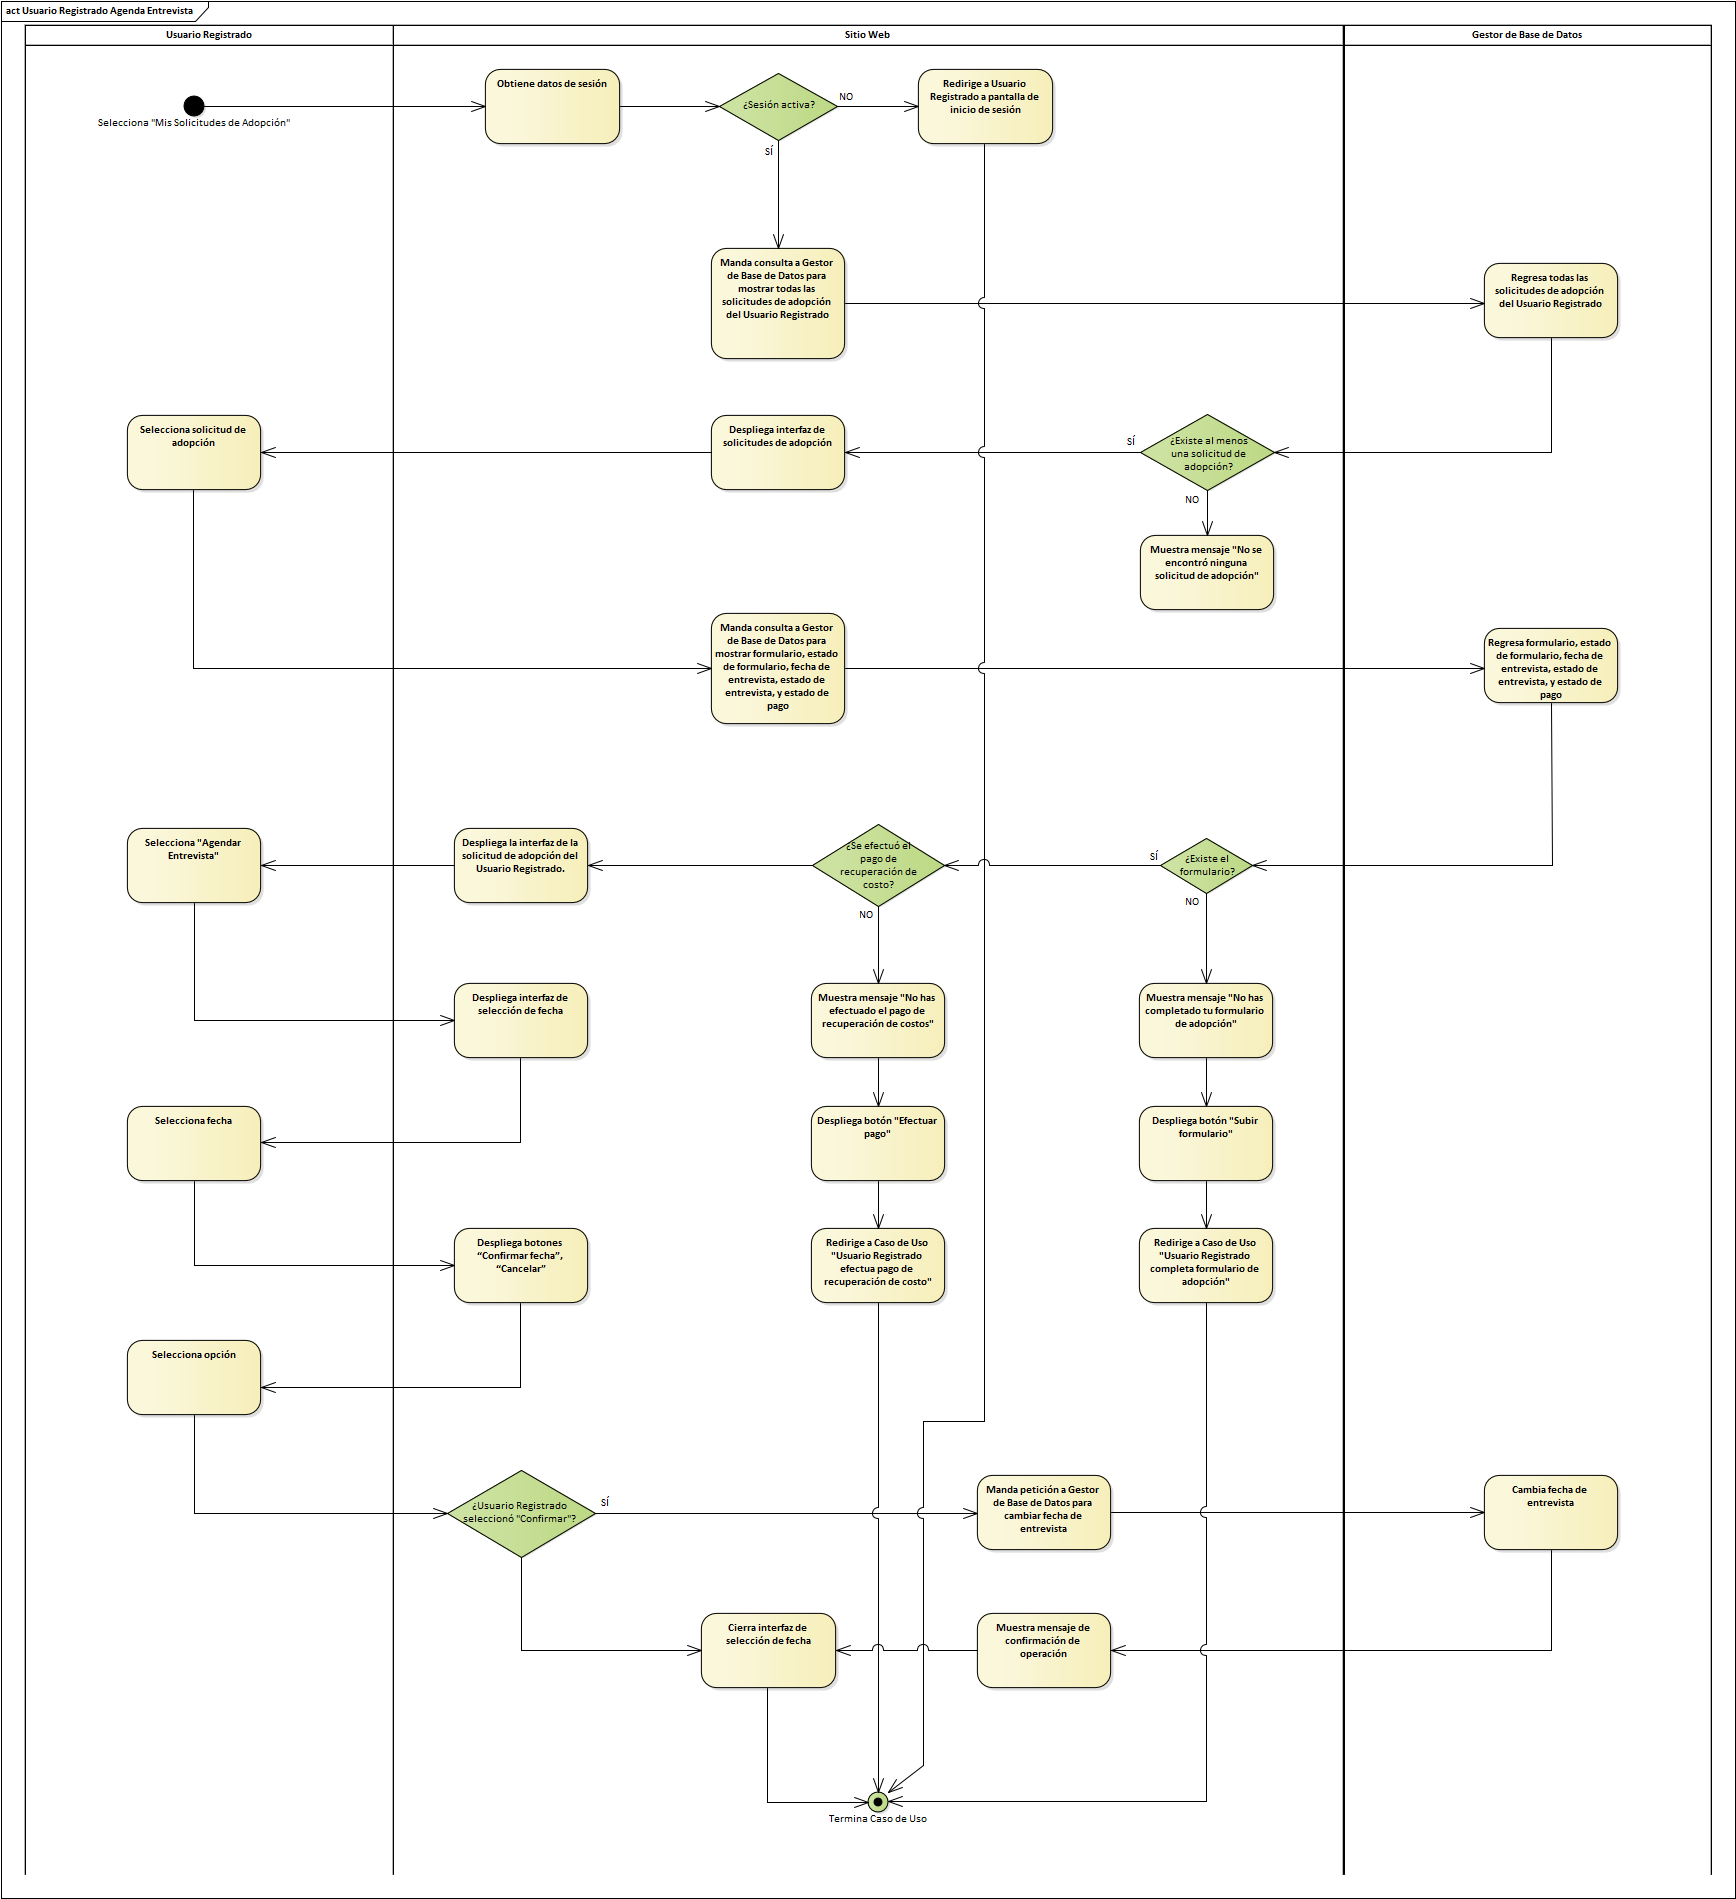 act Usuario Registrado Agenda Entrevista
Usuario Registrado
Sitio Web
Gestor de Base de Datos
Selecciona "Mis Solicitudes de Adopción"
Obtiene datos de sesión
¿Sesión activa?
NO
SÍ
Redirige a Usuario
Registrado a pantalla de
inicio de sesión
Manda consulta a Gestor
de Base de Datos para
mostrar todas las
solicitudes de adopción
del Usuario Registrado
Regresa todas las
solicitudes de adopción
del Usuario Registrado
Selecciona solicitud de
adopción
Despliega interfaz de
solicitudes de adopción
SÍ
¿Existe al menos
una solicitud de
adopción?
NO
Muestra mensaje "No se
encontró ninguna
solicitud de adopción"
Manda consulta a Gestor
de Base de Datos para
mostrar formulario, estado
de formulario, fecha de
entrevista, estado de
entrevista, y estado de
pago
Regresa formulario, estado
de formulario, fecha de
entrevista, estado de
entrevista, y estado de
pago
Selecciona "Agendar
Entrevista"
Despliega la interfaz de la
solicitud de adopción del
Usuario Registrado.
¿Se efectuó el
pago de
recuperación de
costo?
NO
SÍ
¿Existe el
formulario?
NO
Despliega interfaz de
selección de fecha
Muestra mensaje "No has
efectuado el pago de
recuperación de costos"
Muestra mensaje "No has
completado tu formulario
de adopción"
Selecciona fecha
Despliega botón "Efectuar
pago"
Despliega botón "Subir
formulario"
Despliega botones
“Confirmar fecha”,
“Cancelar”
Redirige a Caso de Uso
"Usuario Registrado
efectua pago de
recuperación de costo"
Redirige a Caso de Uso
"Usuario Registrado
completa formulario de
adopción"
Selecciona opción
¿Usuario Registrado
seleccionó "Confirmar"?
SÍ
Manda petición a Gestor
de Base de Datos para
cambiar fecha de
entrevista
Cambia fecha de
entrevista
Cierra interfaz de
selección de fecha
Muestra mensaje de
confirmación de
operación
Termina Caso de Uso